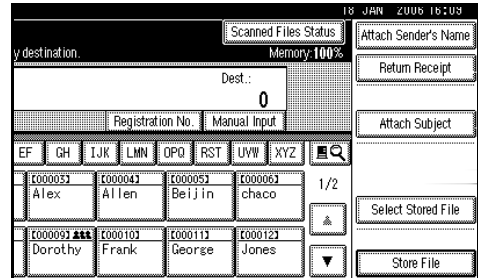 18 JAN 2006 16:09
Scanned Files Status
Attach Sender's Name
y destination.
Memory:100%
Return Receipt
Dest.:
0
Registration No.
Manual Input
Attach Subject
EF GH IJK LMN OPQ RST UVW XYZ
1/2
[00003] [00004] [00005] [00006]
Alex Allen Beijin chaco
Select Stored File
[00009] [00010] [00011] [00012]
Dorothy Frank George Jones
Store File